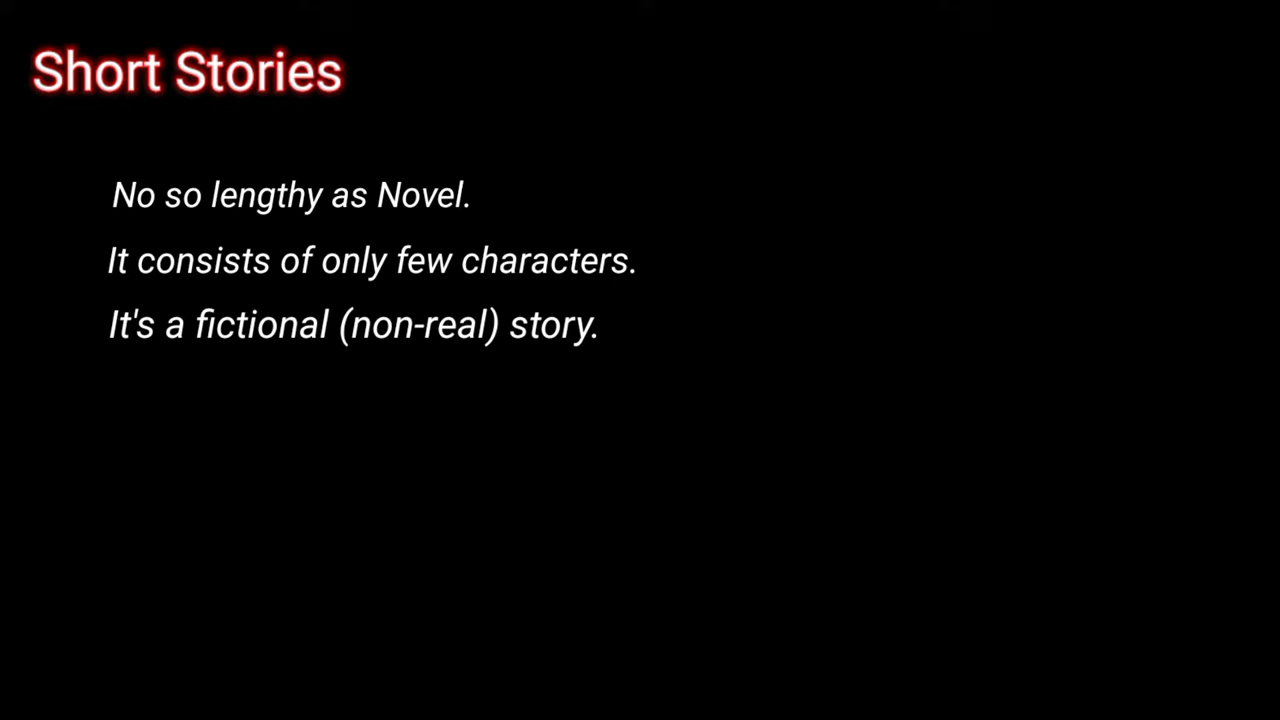 Short Stories
No so lengthy as Novel.
It consists of only few characters.
It's a fictional (non-real) story.